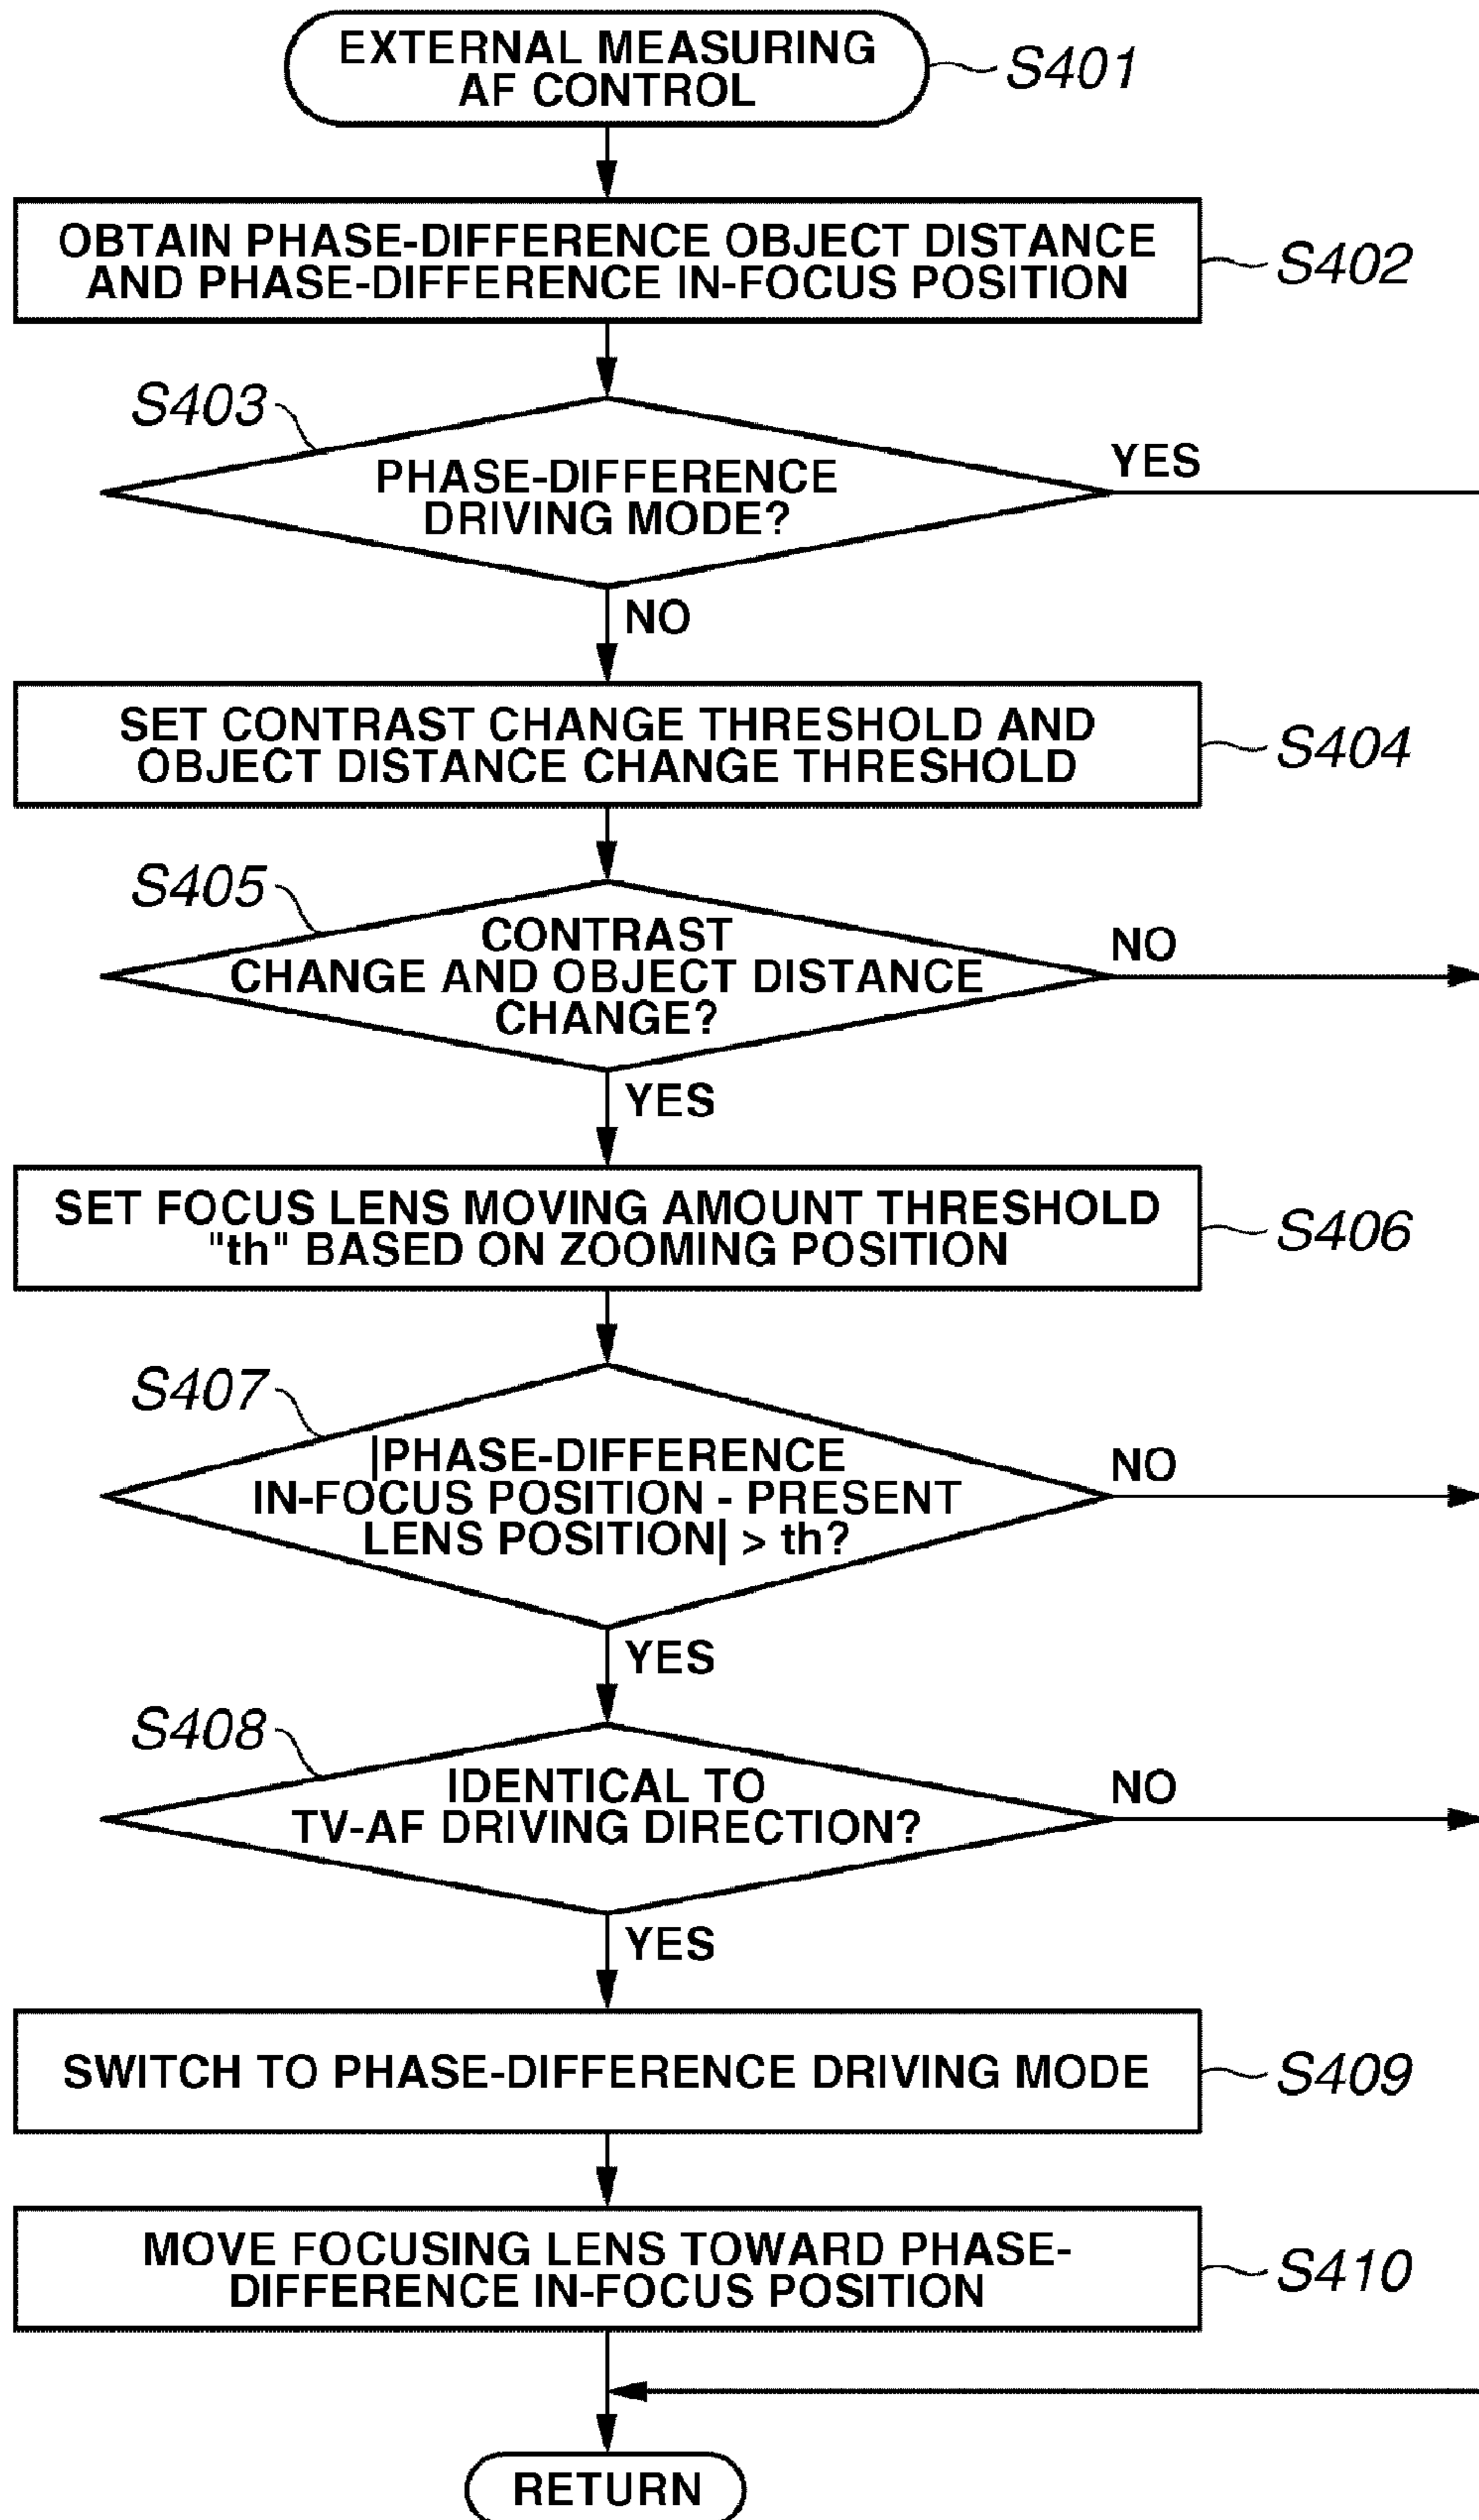 EXTERNAL MEASURING
AF CONTROL
S401
OBTAIN PHASE-DIFFERENCE OBJECT DISTANCE
AND PHASE-DIFFERENCE IN-FOCUS POSITION
S402
S403
PHASE-DIFFERENCE
DRIVING MODE?
YES
NO
SET CONTRAST CHANGE THRESHOLD AND
OBJECT DISTANCE CHANGE THRESHOLD
S404
S405
CONTRAST
CHANGE AND OBJECT DISTANCE
CHANGE?
NO
YES
SET FOCUS LENS MOVING AMOUNT THRESHOLD
"th" BASED ON ZOOMING POSITION
S406
S407
|PHASE-DIFFERENCE
IN-FOCUS POSITION - PRESENT
LENS POSITION| > th?
NO
YES
S408
IDENTICAL TO
TV-AF DRIVING DIRECTION?
NO
YES
SWITCH TO PHASE-DIFFERENCE DRIVING MODE
S409
MOVE FOCUSING LENS TOWARD PHASE-
DIFFERENCE IN-FOCUS POSITION
S410
RETURN